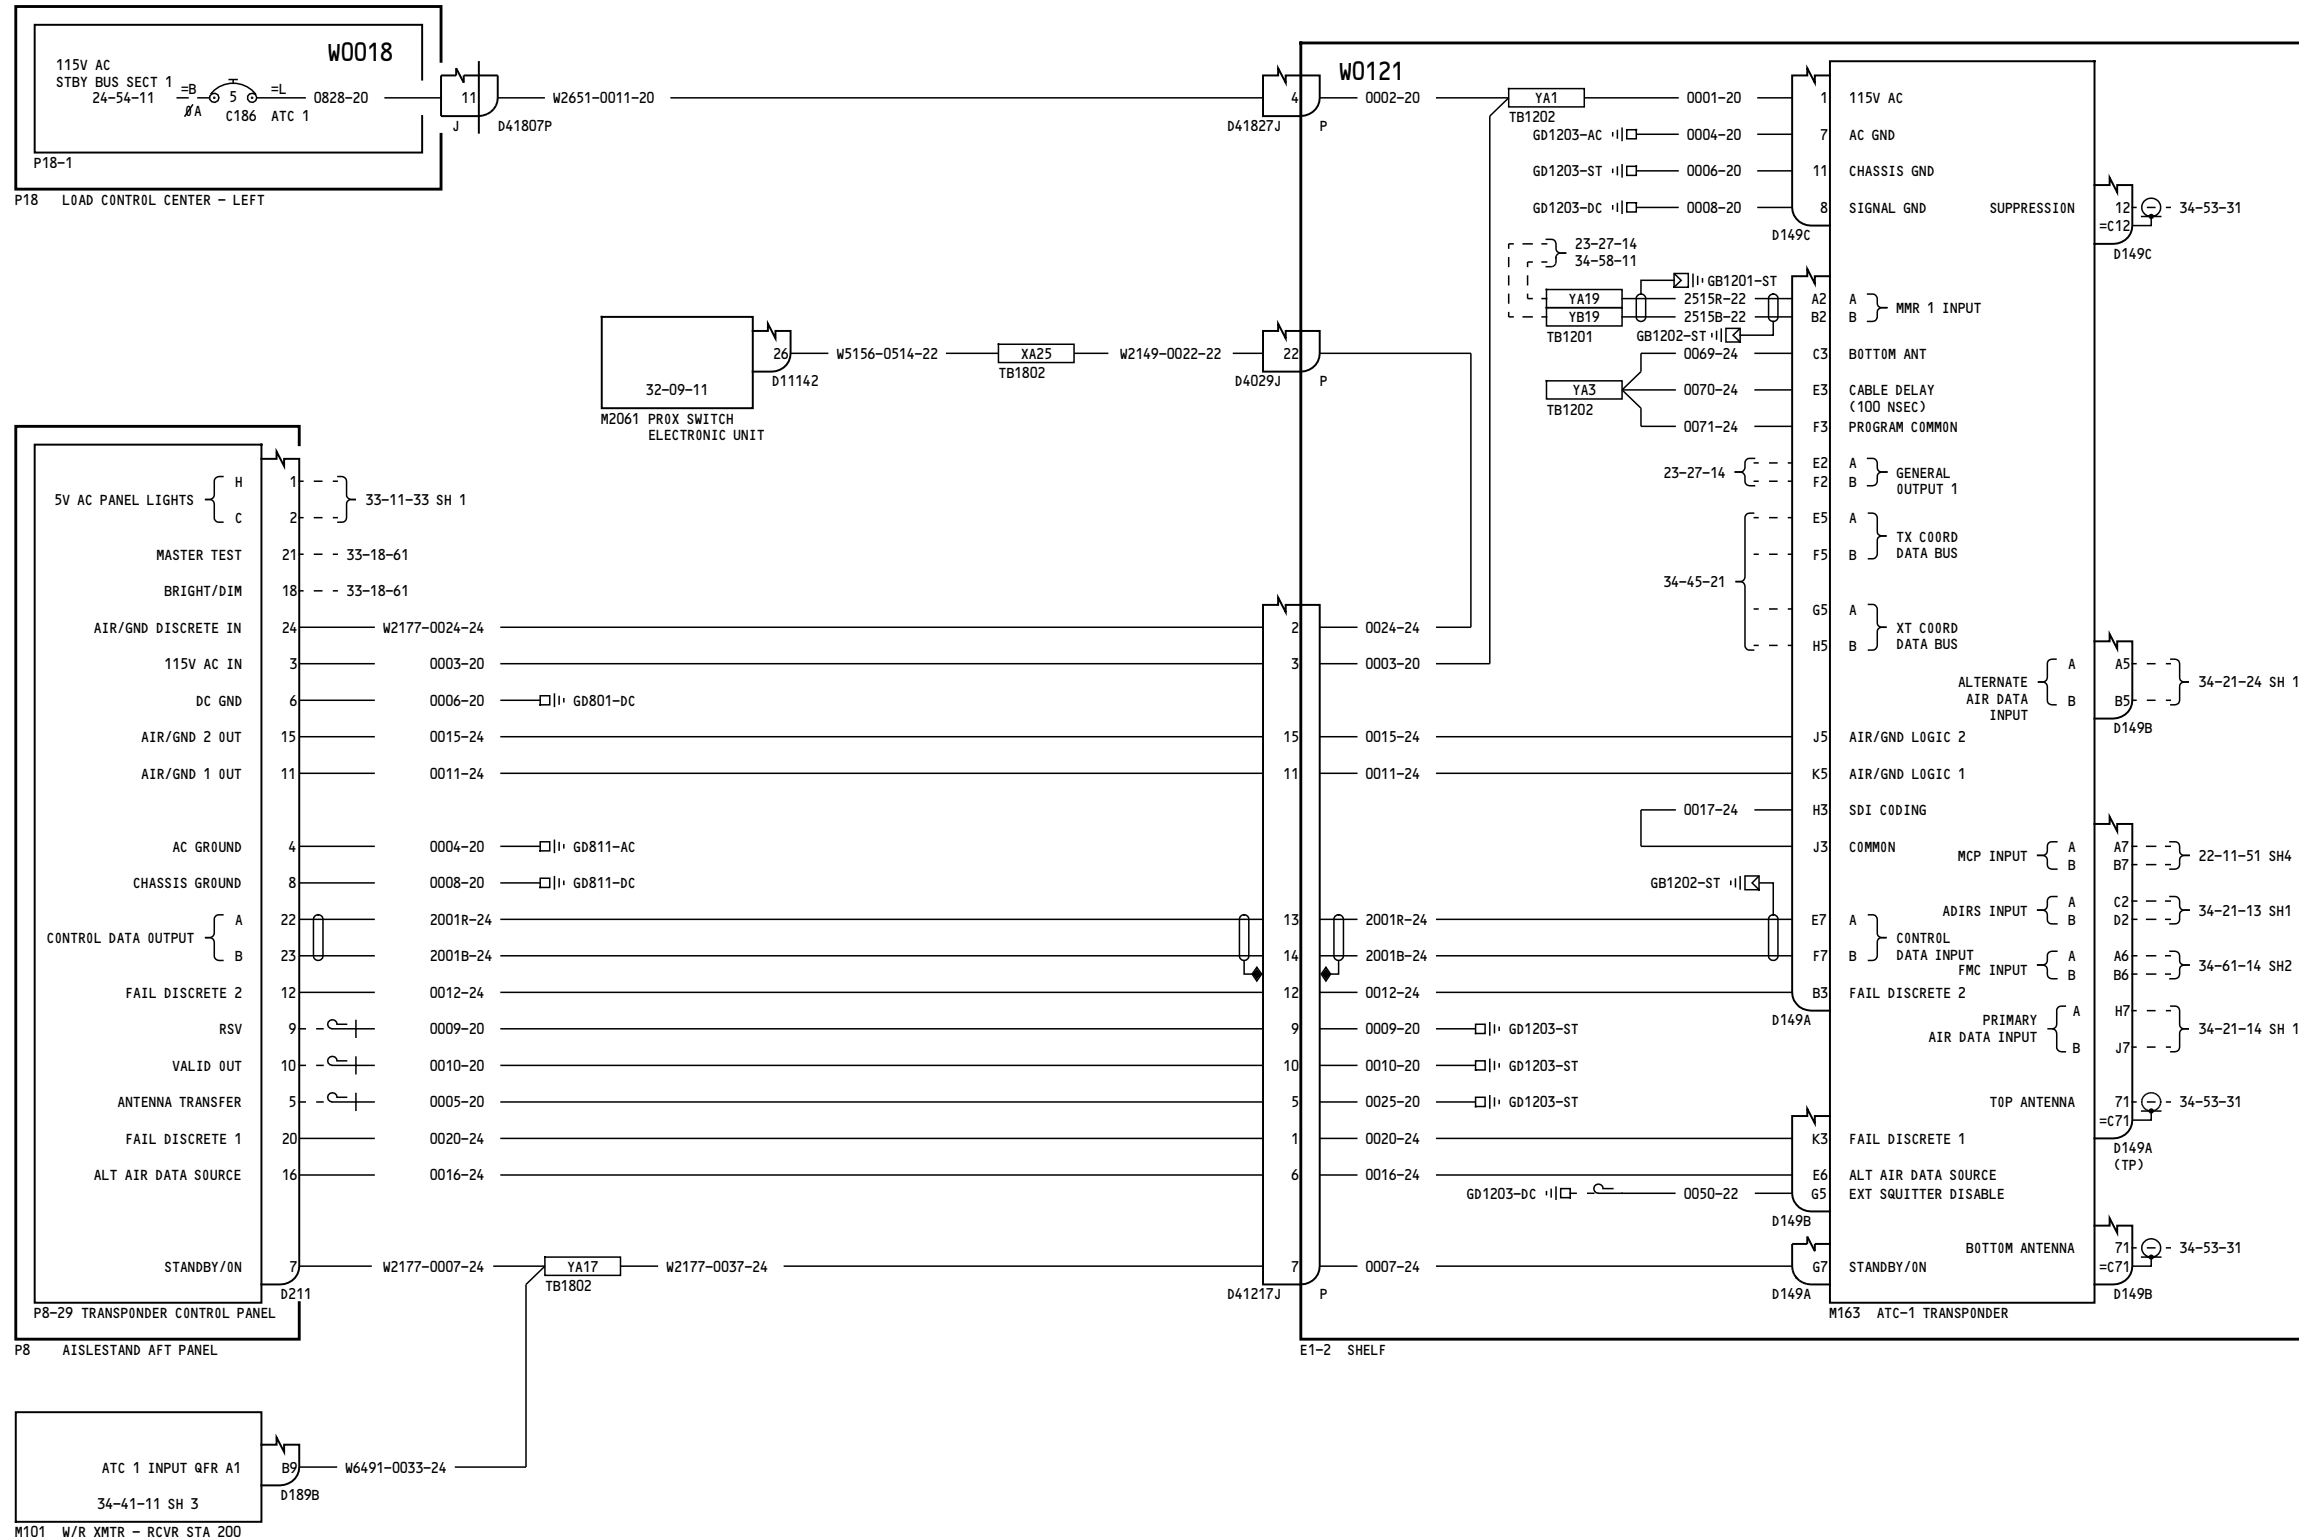 W0018
W0121
115V AC
STBY BUS SECT 1
24-54-11
=B
ØA
5
C186
=L
ATC 1
0828-20
11
J
D41807P
W2651-0011-20
4
D41827J
P
0002-20
YA1
TB1202
0001-20
1
115V AC
P18-1
P18 LOAD CONTROL CENTER - LEFT
GD1203-AC
0004-20
7
AC GND
GD1203-ST
0006-20
11
CHASSIS GND
GD1203-DC
0008-20
8
SIGNAL GND
D149C
SUPPRESSION
12
=C12
34-53-31
D149C
23-27-14
34-58-11
GB1201-ST
YA19
2515R-22
A2
A
YB19
2515B-22
B2
B
MMR 1 INPUT
TB1201
GB1202-ST
32-09-11
26
D11142
M2061 PROX SWITCH
ELECTRONIC UNIT
W5156-0514-22
XA25
TB1802
W2149-0022-22
22
D4029J
P
0069-24
C3
BOTTOM ANT
YA3
TB1202
0070-24
E3
CABLE DELAY
(100 NSEC)
0071-24
F3
PROGRAM COMMON
23-27-14
E2
A
F2
B
GENERAL
OUTPUT 1
34-45-21
E5
A
F5
B
TX COORD
DATA BUS
G5
A
H5
B
XT COORD
DATA BUS
5V AC PANEL LIGHTS
H
1
C
2
33-11-33 SH 1
MASTER TEST
21
33-18-61
BRIGHT/DIM
18
33-18-61
AIR/GND DISCRETE IN
24
W2177-0024-24
2
0024-24
115V AC IN
3
0003-20
3
0003-20
ALTERNATE
AIR DATA
INPUT
A
A5
B
B5
34-21-24 SH 1
D149B
DC GND
6
0006-20
GD801-DC
AIR/GND 2 OUT
15
0015-24
15
0015-24
J5
AIR/GND LOGIC 2
AIR/GND 1 OUT
11
0011-24
11
0011-24
K5
AIR/GND LOGIC 1
0017-24
H3
SDI CODING
J3
COMMON
AC GROUND
4
0004-20
GD811-AC
MCP INPUT
A
A7
B
B7
22-11-51 SH4
CHASSIS GROUND
8
0008-20
GD811-DC
GB1202-ST
ADIRS INPUT
A
C2
B
D2
34-21-13 SH1
CONTROL DATA OUTPUT
A
22
2001R-24
13
2001R-24
E7
A
B
23
2001B-24
14
2001B-24
F7
B
CONTROL
DATA INPUT
FMC INPUT
A
A6
B
B6
34-61-14 SH2
FAIL DISCRETE 2
12
0012-24
12
0012-24
B3
FAIL DISCRETE 2
D149A
RSV
9
0009-20
9
0009-20
GD1203-ST
PRIMARY
AIR DATA INPUT
A
H7
B
J7
34-21-14 SH 1
VALID OUT
10
0010-20
10
0010-20
GD1203-ST
ANTENNA TRANSFER
5
0005-20
5
0025-20
GD1203-ST
TOP ANTENNA
71
=C71
34-53-31
D149A
(TP)
FAIL DISCRETE 1
20
0020-24
1
0020-24
K3
FAIL DISCRETE 1
ALT AIR DATA SOURCE
16
0016-24
6
0016-24
E6
ALT AIR DATA SOURCE
GD1203-DC
0050-22
G5
EXT SQUITTER DISABLE
D149B
BOTTOM ANTENNA
71
=C71
34-53-31
D149B
STANDBY/ON
7
W2177-0007-24
YA17
TB1802
W2177-0037-24
7
0007-24
G7
STANDBY/ON
D211
D41217J
P
D149A
P8-29 TRANSPONDER CONTROL PANEL
M163 ATC-1 TRANSPONDER
P8 AISLESTAND AFT PANEL
E1-2 SHELF
ATC 1 INPUT QFR A1
B9
W6491-0033-24
D189B
34-41-11 SH 3
M101 W/R XMTR - RCVR STA 200